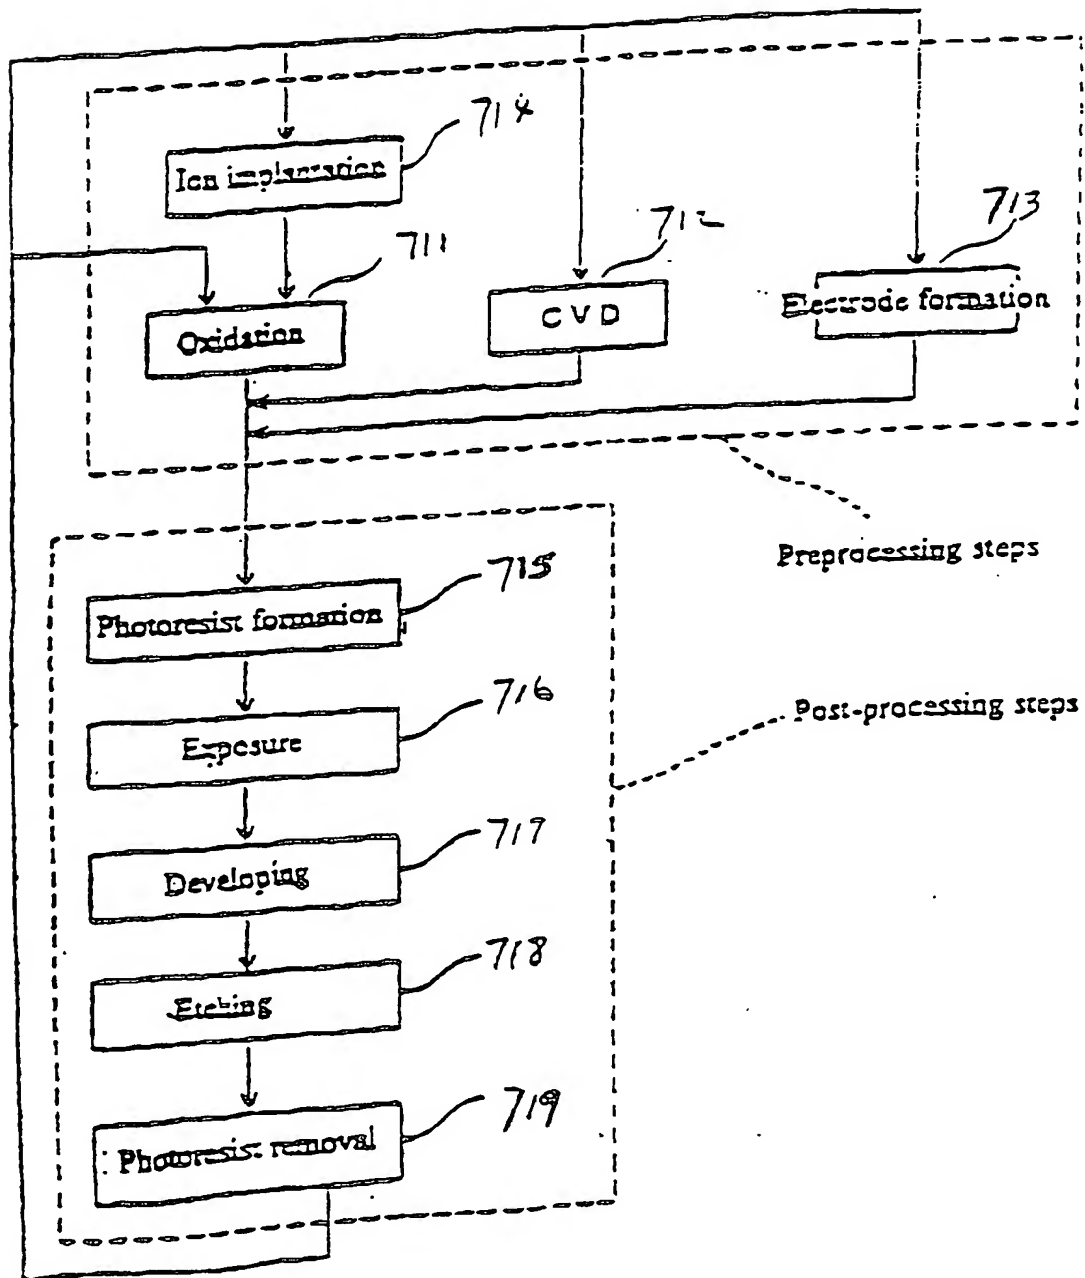 714
Ion implantation
711
712
713
Oxidation
CVD
Electrode formation
Preprocessing steps
715
Photoresist formation
716
Post-processing steps
Exposure
717
Developing
718
Etching
719
Photoresist removal